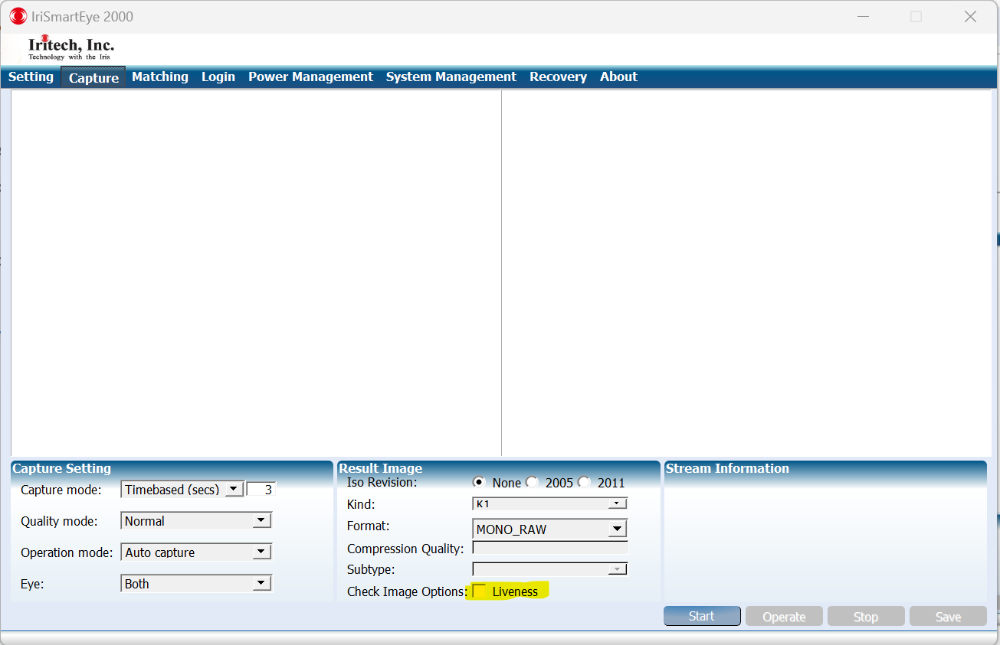 IriSmartEye 2000
Iritech, Inc.
Technology with the Iris
Setting Capture Matching Login Power Management System Management Recovery About
Capture Setting
Capture mode: Timebased (secs) 3
Quality mode: Normal
Operation mode: Auto capture
Eye: Both
Result Image
Iso Revision: None 2005 2011
Kind: K1
Format: MONO_RAW
Compression Quality:
Subtype:
Check Image Options: Liveness
Stream Information
Start Operate Stop Save